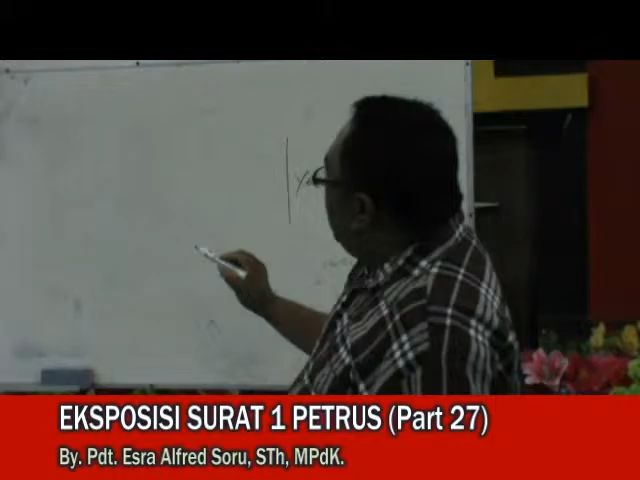 EKSPOSISI SURAT 1 PETRUS (Part 27)
By. Pdt. Esra Alfred Soru, STh, MPdK.